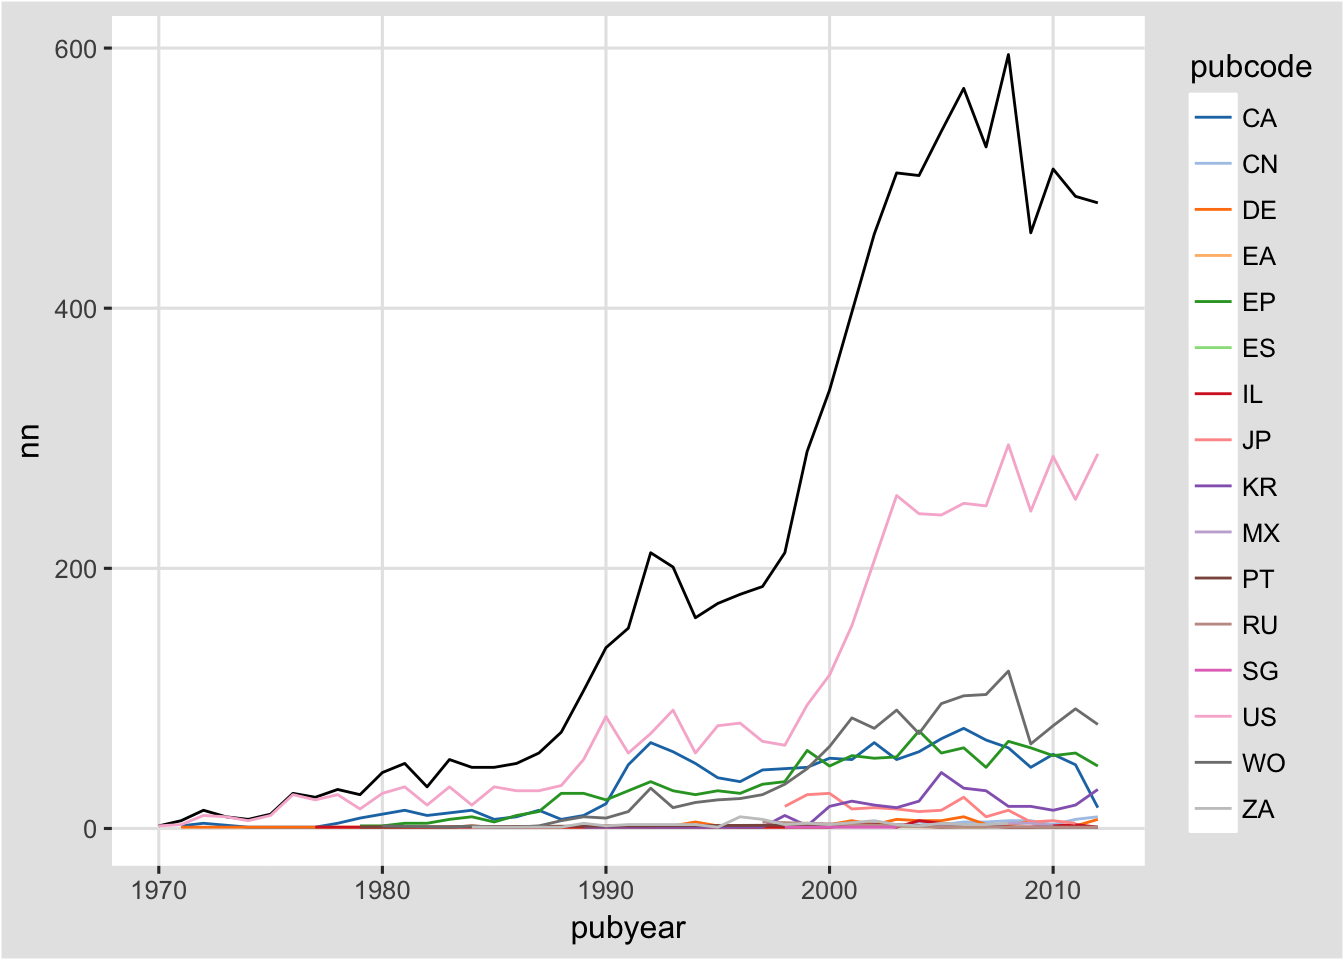 600
400
200
0
nn
1970 1980 1990 2000 2010
pubyear
pubcode
CA
CN
DE
EA
EP
ES
IL
JP
KR
MX
PT
RU
SG
US
WO
ZA